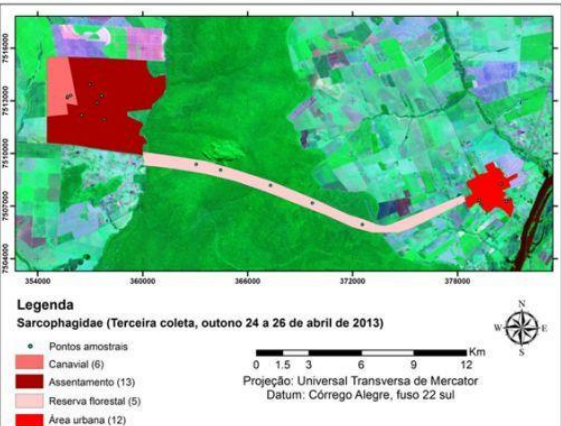 7516000
7513000
7510000
7507000
7504000
354000 360000 366000 372000 378000
Legenda
Sarcophagidae (Terceira coleta, outono 24 a 26 de abril de 2013)
Pontos amostrais
Canavial (6)
Assentamento (13)
Reserva florestal (5)
Área urbana (12)
0 1.5 3 6 9 12 Km
Projeção: Universal Transversa de Mercator
Datum: Córrego Alegre, fuso 22 sul
N
W E
S